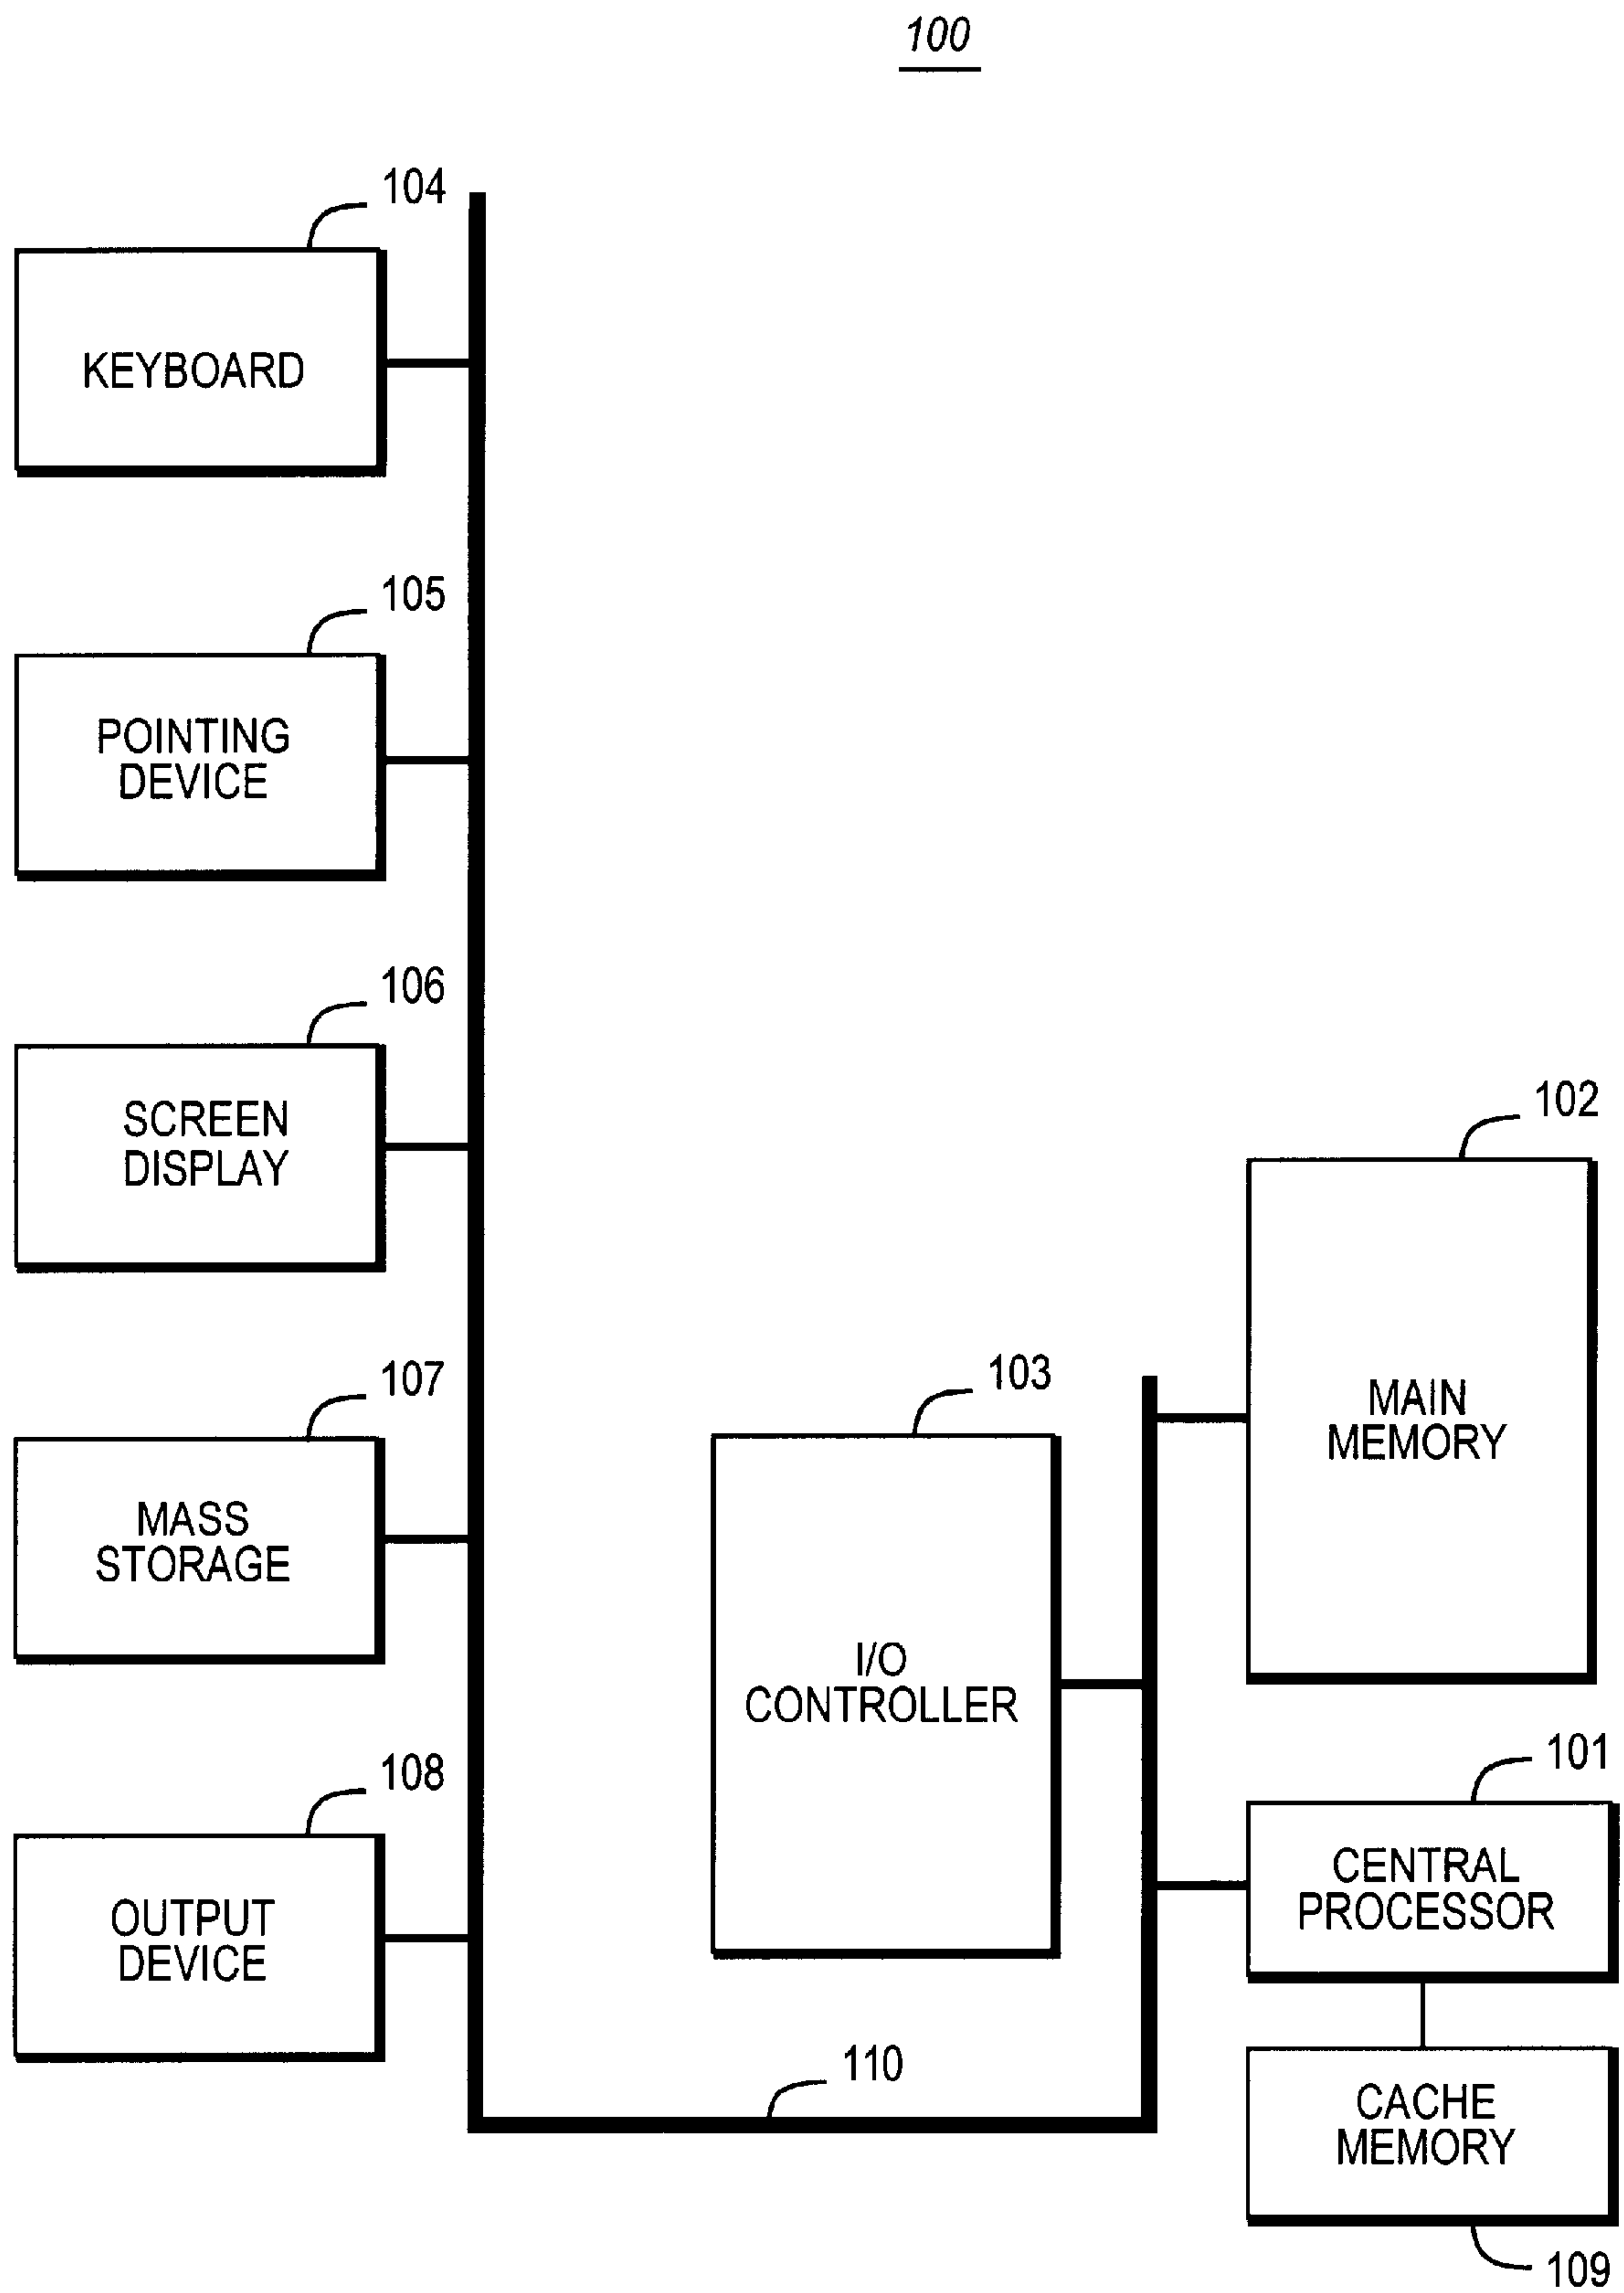 100
104
KEYBOARD
105
POINTING
DEVICE
106
SCREEN
DISPLAY
107
MASS
STORAGE
108
OUTPUT
DEVICE
103
I/O
CONTROLLER
110
102
MAIN
MEMORY
101
CENTRAL
PROCESSOR
CACHE
MEMORY
109